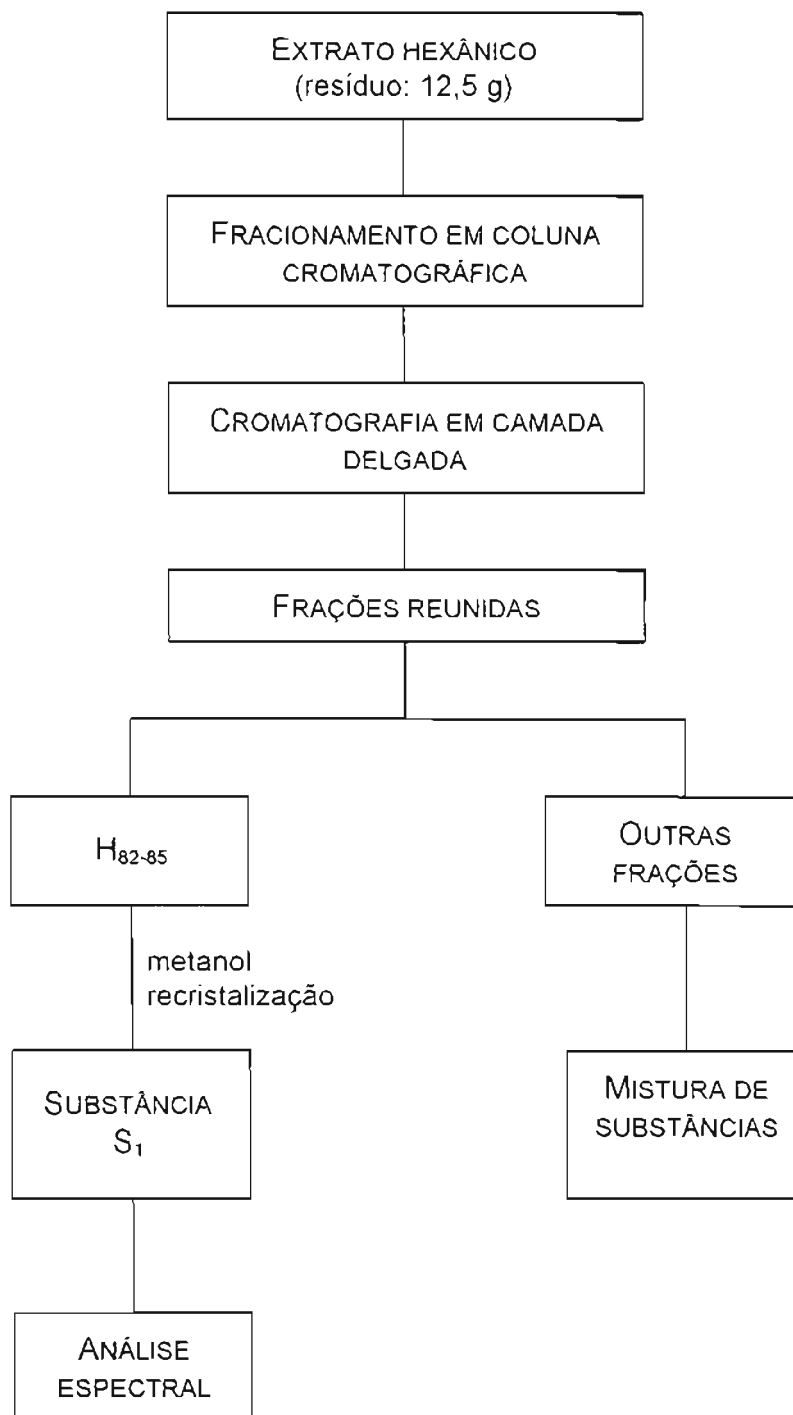 EXTRATO HEXÂNICO
(resíduo: 12,5 g)
FRACIONAMENTO EM COLUNA
CROMATOGRÁFICA
CROMATOGRAFIA EM CAMADA
DELGADA
FRAÇÕES REUNIDAS
H₈₂₋₈₅
OUTRAS
FRAÇÕES
metanol
recristalização
SUBSTÂNCIA
S₁
MISTURA DE
SUBSTÂNCIAS
ANÁLISE
ESPECTRAL